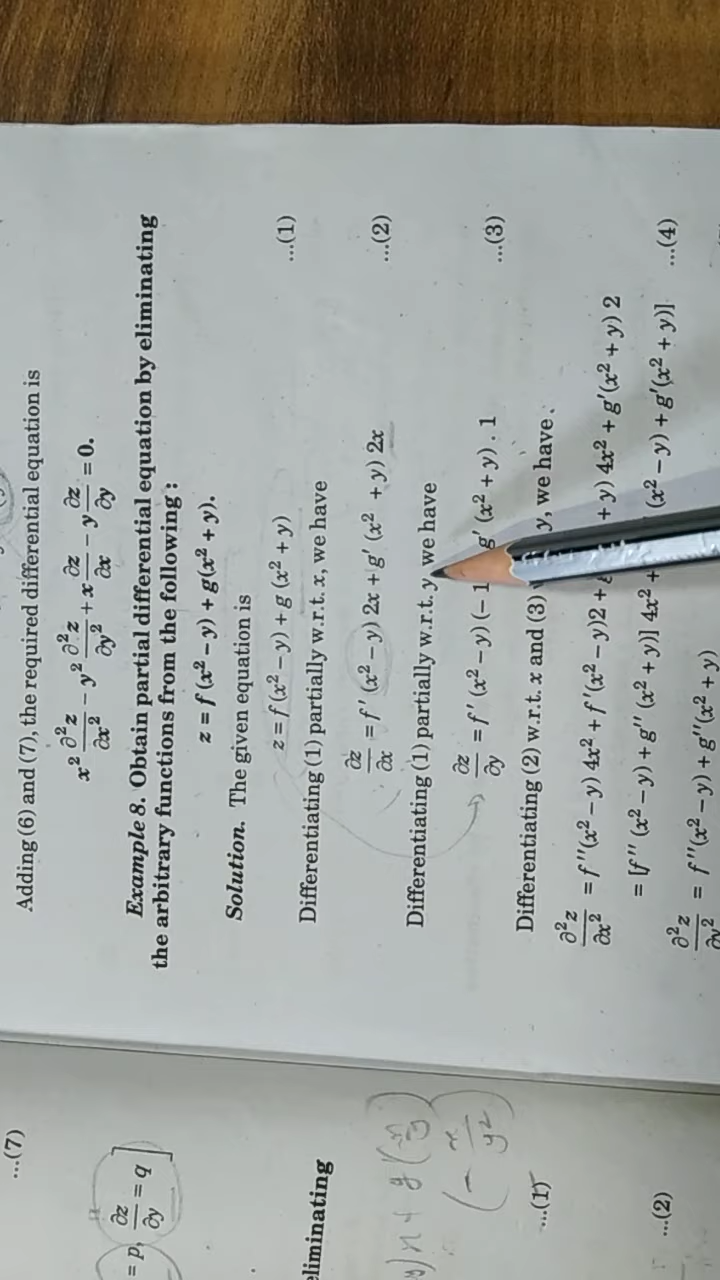 Adding (6) and (7), the required differential equation is
x² ∂²z/∂x² − y² ∂²z/∂y² + x ∂z/∂x − y ∂z/∂y = 0.
Example 8. Obtain partial differential equation by eliminating
the arbitrary functions from the following :
z = f (x² − y) + g(x² + y).
Solution. The given equation is
z = f (x² − y) + g (x² + y) ...(1)
Differentiating (1) partially w.r.t. x, we have
∂z/∂x = f′ (x² − y) 2x + g′ (x² + y) 2x ...(2)
Differentiating (1) partially w.r.t. y, we have
∂z/∂y = f′ (x² − y) (− 1 g′ (x² + y) . 1 ...(3)
Differentiating (2) w.r.t. x and (3) y, we have
∂²z/∂x² = f″(x² − y) 4x² + f′(x² − y)2 + + y) 4x² + g′(x² + y) 2
= [f″ (x² − y) + g″ (x² + y)] 4x² + (x² − y) + g′(x² + y)] ...(4)
∂²z/∂y² = f″(x² − y) + g″(x² + y)
...(7)
= p, ∂z/∂y = q ]
eliminating
...(1)
(− x/y²)
...(2)